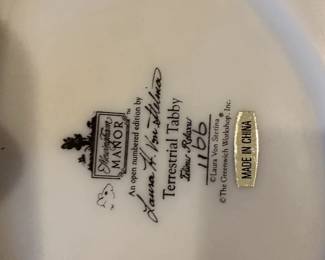 MANOR
An open numbered edition by
Laura H. Von Stetina
Terrestrial Tabby
1166
© Laura Von Stetina
© The Greenwich Workshop, Inc.
MADE IN CHINA